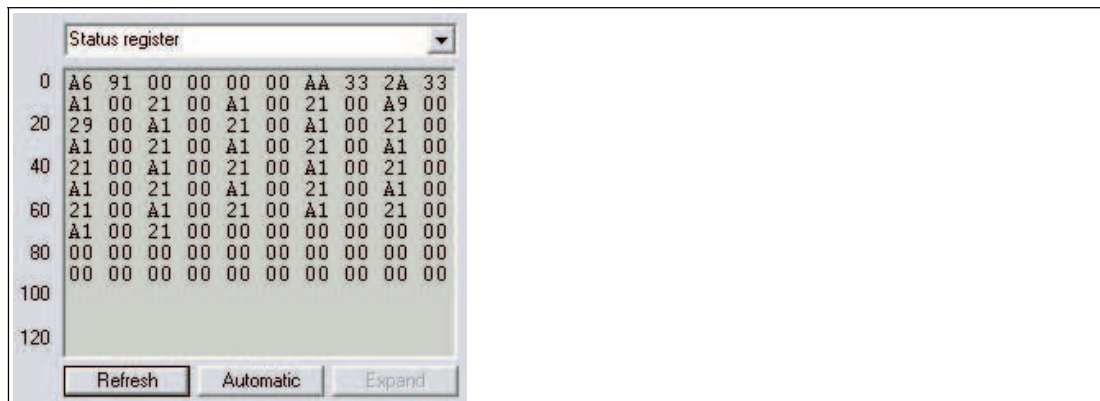 Status register
0 A6 91 00 00 00 00 AA 33 2A 33
A1 00 21 00 A1 00 21 00 A9 00
20 29 00 A1 00 21 00 A1 00 21 00
A1 00 21 00 A1 00 21 00 A1 00
40 21 00 A1 00 21 00 A1 00 21 00
A1 00 21 00 A1 00 21 00 A1 00
60 21 00 A1 00 21 00 A1 00 21 00
A1 00 21 00 00 00 00 00 00 00
80 00 00 00 00 00 00 00 00 00 00
00 00 00 00 00 00 00 00 00 00
100
120
Refresh Automatic Expand